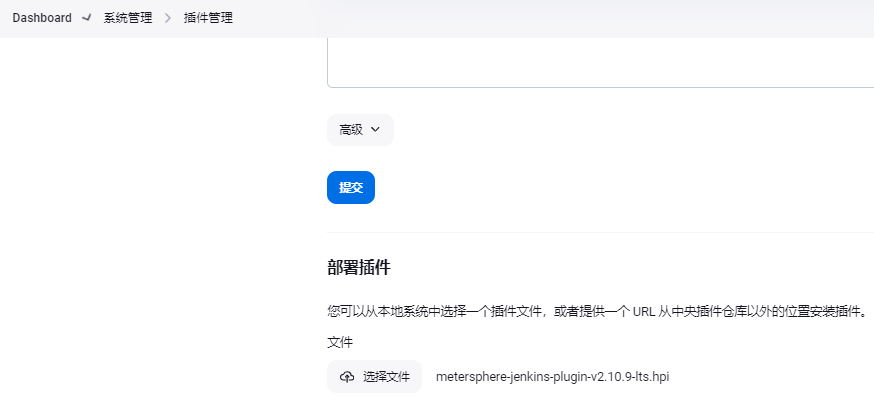 Dashboard 系统管理 插件管理
高级
提交
部署插件
您可以从本地系统中选择一个插件文件，或者提供一个 URL 从中央插件仓库以外的位置安装插件。
文件
选择文件 metersphere-jenkins-plugin-v2.10.9-lts.hpi